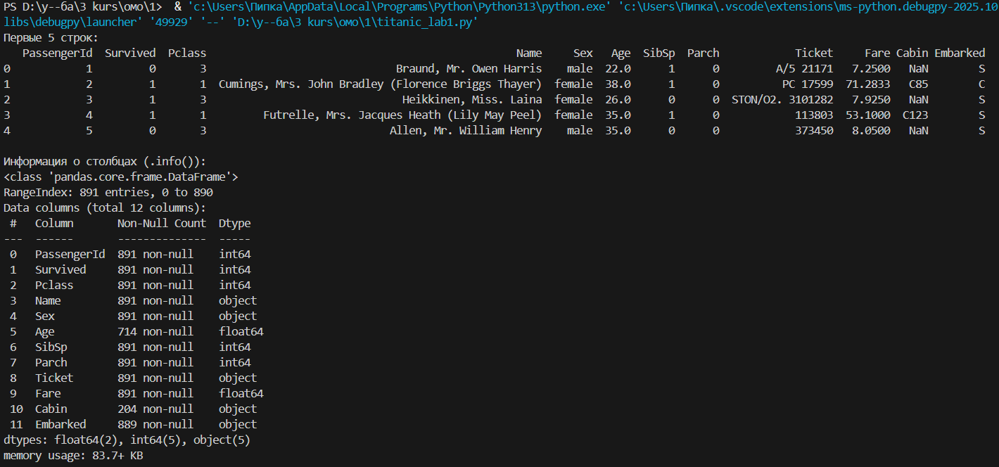 PS D:\у--ба\3 kurs\омо\1>  & 'c:\Users\Пипка\AppData\Local\Programs\Python\Python313\python.exe' 'c:\Users\Пипка\.vscode\extensions\ms-python.debugpy-2025.10
libs\debugpy\launcher' '49929' '--' 'D:\у--ба\3 kurs\омо\1\titanic_lab1.py'
Первые 5 строк:
   PassengerId  Survived  Pclass                                                 Name     Sex   Age  SibSp  Parch            Ticket     Fare Cabin Embarked
0            1         0       3                              Braund, Mr. Owen Harris    male  22.0      1      0         A/5 21171   7.2500   NaN        S
1            2         1       1  Cumings, Mrs. John Bradley (Florence Briggs Thayer)  female  38.0      1      0          PC 17599  71.2833   C85        C
2            3         1       3                               Heikkinen, Miss. Laina  female  26.0      0      0  STON/O2. 3101282   7.9250   NaN        S
3            4         1       1         Futrelle, Mrs. Jacques Heath (Lily May Peel)  female  35.0      1      0            113803  53.1000  C123        S
4            5         0       3                             Allen, Mr. William Henry    male  35.0      0      0            373450   8.0500   NaN        S
Информация о столбцах (.info()):
<class 'pandas.core.frame.DataFrame'>
RangeIndex: 891 entries, 0 to 890
Data columns (total 12 columns):
 #   Column       Non-Null Count  Dtype
---  ------       --------------  -----
 0   PassengerId  891 non-null    int64
 1   Survived     891 non-null    int64
 2   Pclass       891 non-null    int64
 3   Name         891 non-null    object
 4   Sex          891 non-null    object
 5   Age          714 non-null    float64
 6   SibSp        891 non-null    int64
 7   Parch        891 non-null    int64
 8   Ticket       891 non-null    object
 9   Fare         891 non-null    float64
 10  Cabin        204 non-null    object
 11  Embarked     889 non-null    object
dtypes: float64(2), int64(5), object(5)
memory usage: 83.7+ KB